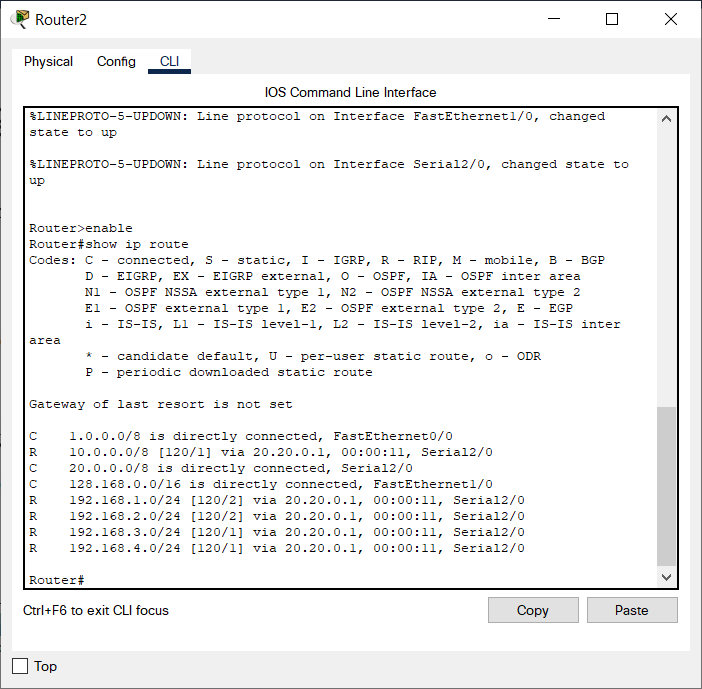 Router2
Physical Config CLI
IOS Command Line Interface
%LINEPROTO-5-UPDOWN: Line protocol on Interface FastEthernet1/0, changed
state to up
%LINEPROTO-5-UPDOWN: Line protocol on Interface Serial2/0, changed state to
up
Router>enable
Router#show ip route
Codes: C - connected, S - static, I - IGRP, R - RIP, M - mobile, B - BGP
D - EIGRP, EX - EIGRP external, O - OSPF, IA - OSPF inter area
N1 - OSPF NSSA external type 1, N2 - OSPF NSSA external type 2
E1 - OSPF external type 1, E2 - OSPF external type 2, E - EGP
i - IS-IS, L1 - IS-IS level-1, L2 - IS-IS level-2, ia - IS-IS inter
area
* - candidate default, U - per-user static route, o - ODR
P - periodic downloaded static route
Gateway of last resort is not set
C 1.0.0.0/8 is directly connected, FastEthernet0/0
R 10.0.0.0/8 [120/1] via 20.20.0.1, 00:00:11, Serial2/0
C 20.0.0.0/8 is directly connected, Serial2/0
C 128.168.0.0/16 is directly connected, FastEthernet1/0
R 192.168.1.0/24 [120/2] via 20.20.0.1, 00:00:11, Serial2/0
R 192.168.2.0/24 [120/2] via 20.20.0.1, 00:00:11, Serial2/0
R 192.168.3.0/24 [120/1] via 20.20.0.1, 00:00:11, Serial2/0
R 192.168.4.0/24 [120/1] via 20.20.0.1, 00:00:11, Serial2/0
Router#
Ctrl+F6 to exit CLI focus
Copy Paste
Top